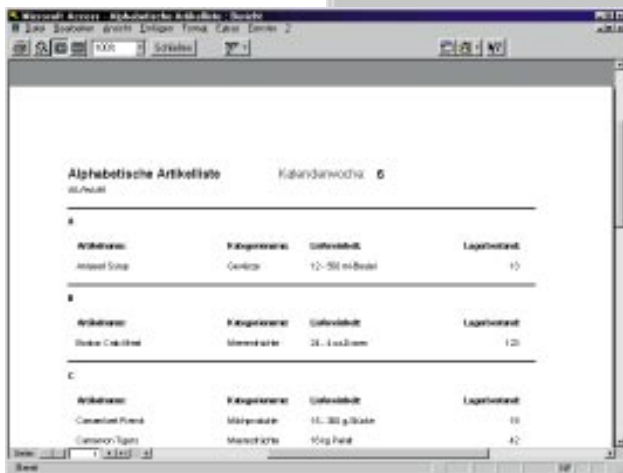 Microsoft Access - Alphabetische Artikelliste : Bericht
Datei Bearbeiten Ansicht Einfügen Format Extras Fenster ?
100% Schließen
Alphabetische Artikelliste Kalenderwoche: 6
A
Artikelname: Kategoriename: Liefereinheit: Lagerbestand:
Aniseed Syrup Gewürze 12 - 550 ml-Flaschen
B
Artikelname: Kategoriename: Liefereinheit: Lagerbestand:
Boston Crab Meat Meeresfrüchte 24 - 4 oz-Dosen 123
C
Artikelname: Kategoriename: Liefereinheit: Lagerbestand:
Camembert Pierrot Milchprodukte 15 - 300 g-Stücke 19
Carnarvon Tigers Meeresfrüchte 16 kg Paket 42
Seite: 1
Bereit NF